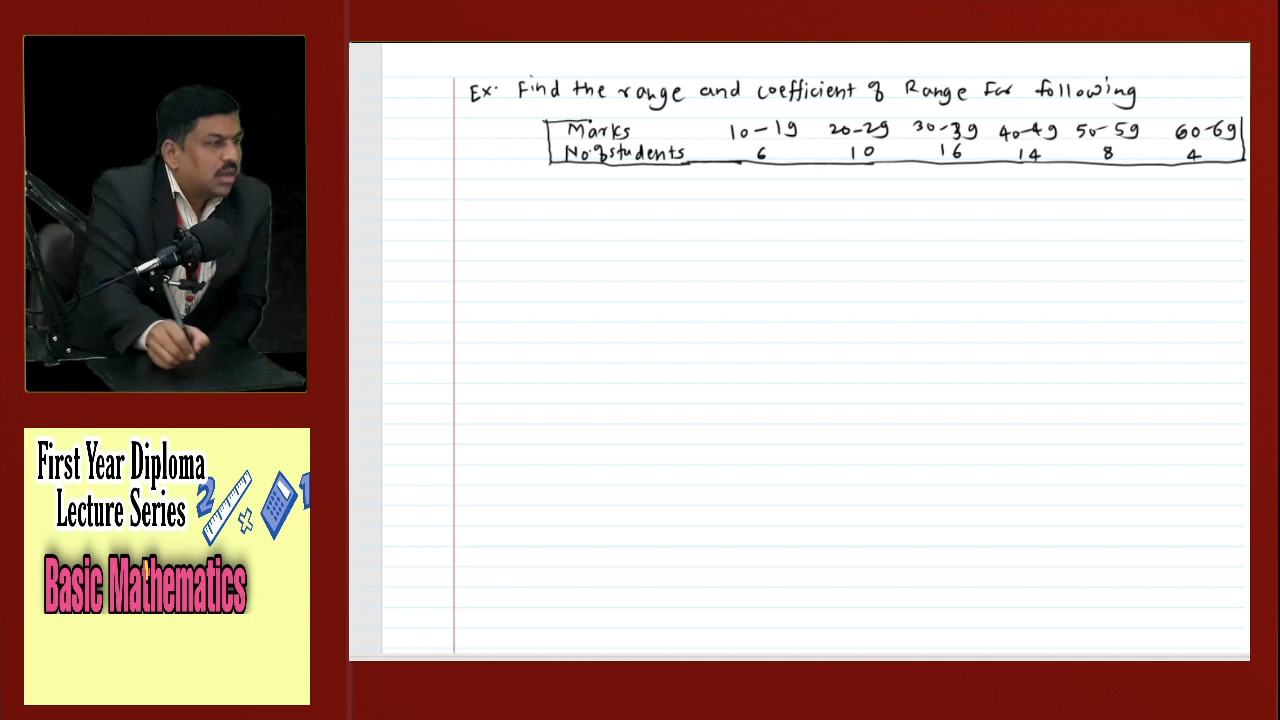 Ex. Find the range and coefficient of Range for following
Marks 10-19 20-29 30-39 40-49 50-59 60-69
No. of students 6 10 16 14 8 4
First Year Diploma
Lecture Series
2 × 1
Basic Mathematics